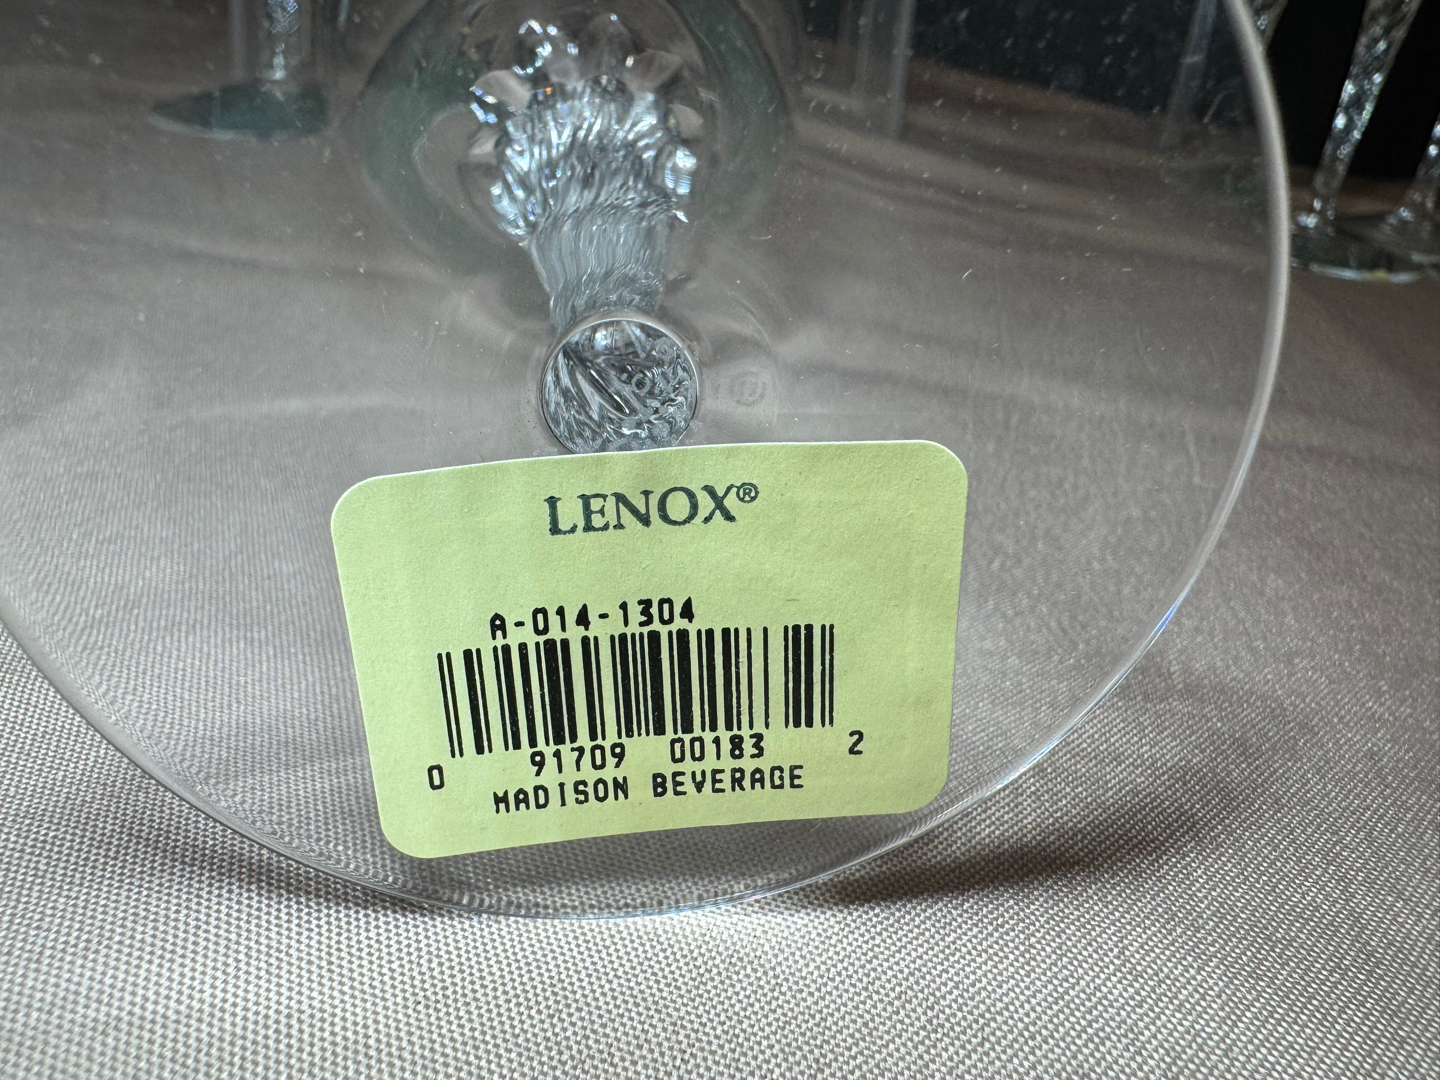 LENOX®
A-014-1304
0 91709 00183 2
MADISON BEVERAGE